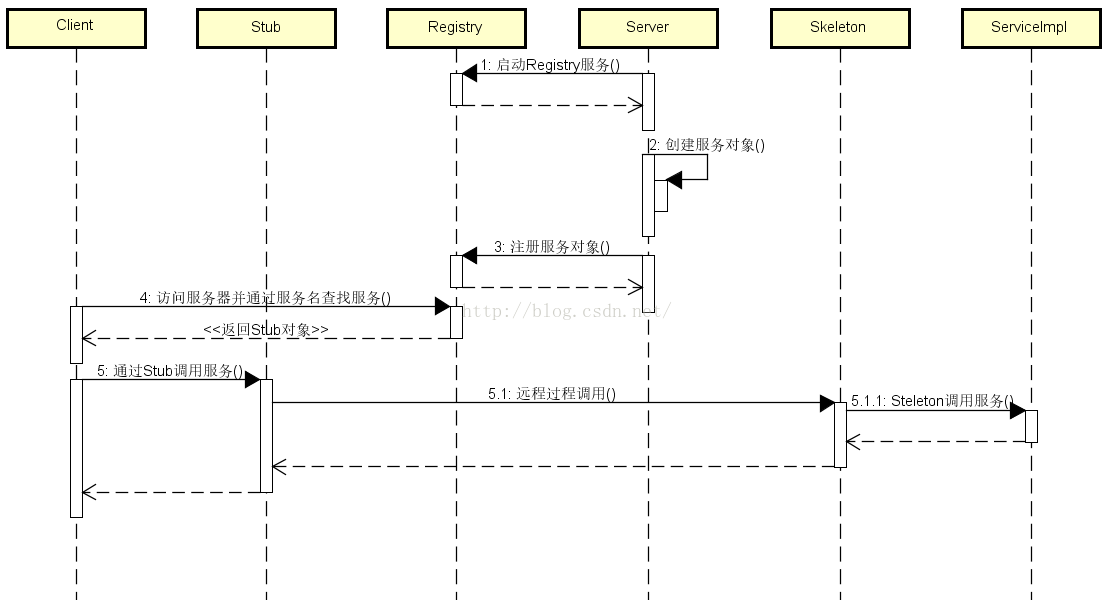 Client
Stub
Registry
Server
Skeleton
ServiceImpl
1: 启动Registry服务()
2: 创建服务对象()
3: 注册服务对象()
4: 访问服务器并通过服务名查找服务()
http://blog.csdn.net/
<<返回Stub对象>>
5: 通过Stub调用服务()
5.1: 远程过程调用()
5.1.1: Steleton调用服务()